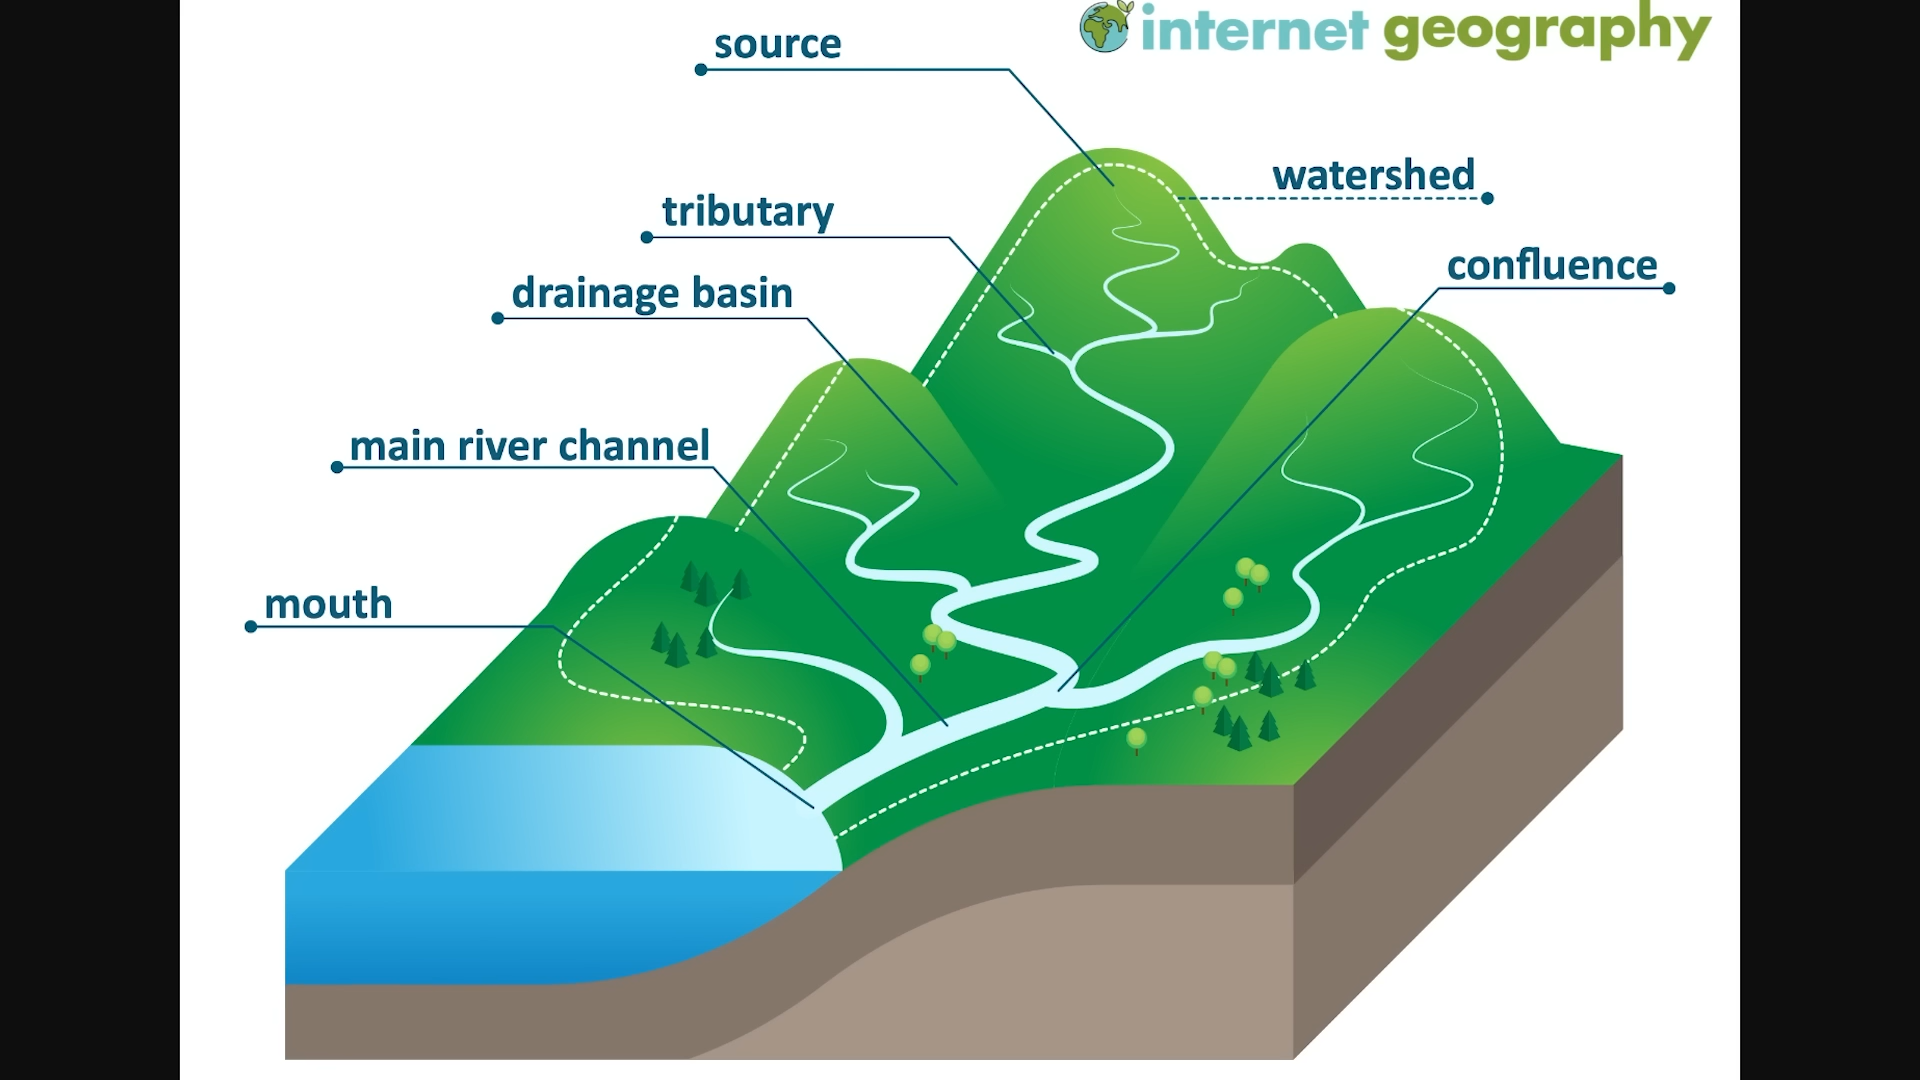 internet geography
source
watershed
tributary
confluence
drainage basin
main river channel
mouth